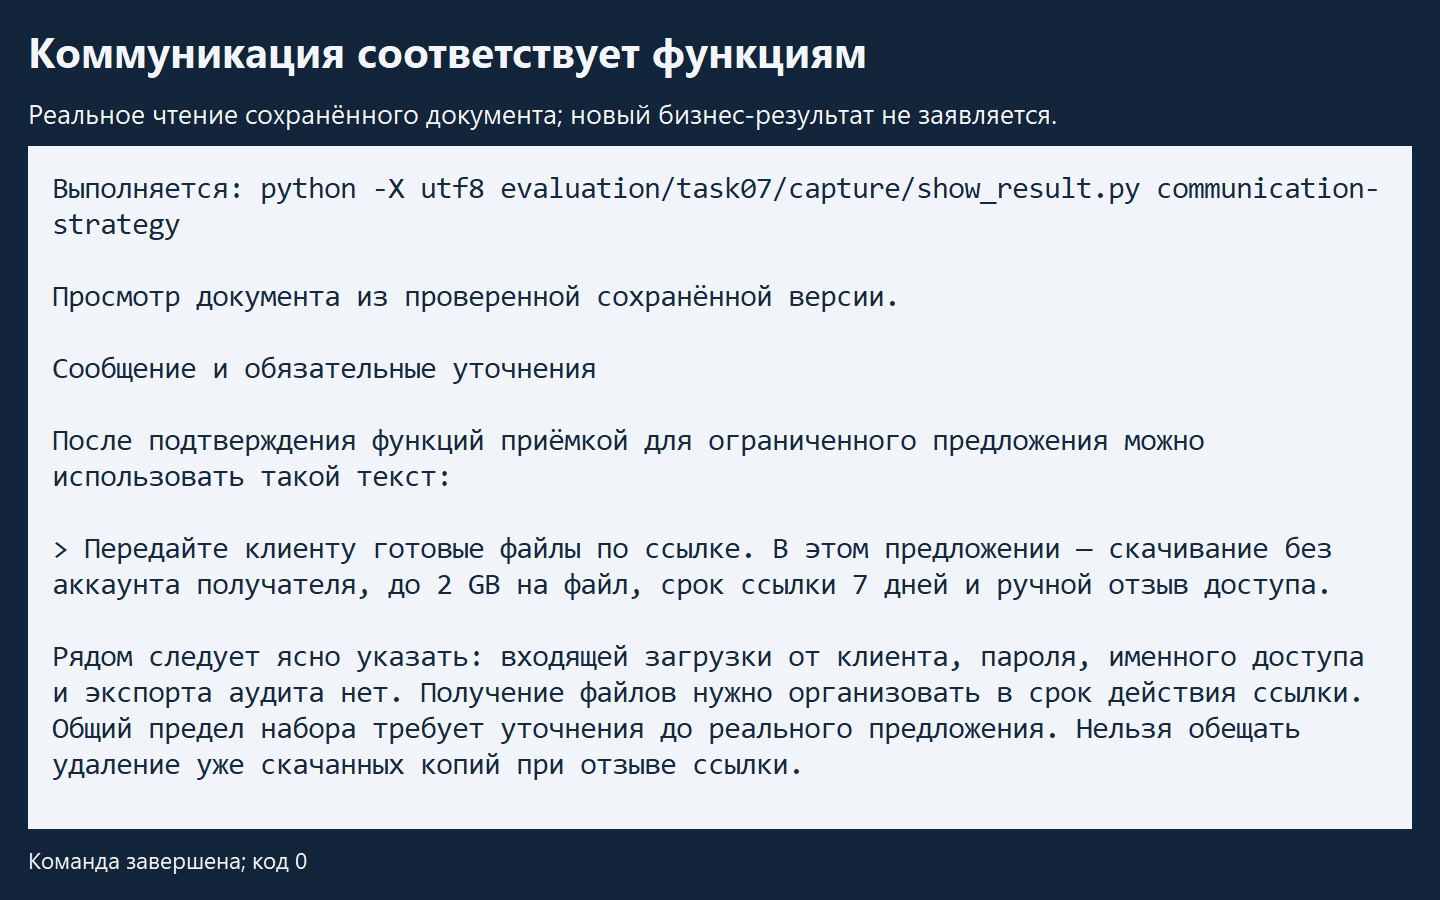 Коммуникация соответствует функциям
Реальное чтение сохранённого документа; новый бизнес-результат не заявляется.
Выполняется: python -X utf8 evaluation/task07/capture/show_result.py communication-
strategy
Просмотр документа из проверенной сохранённой версии.
Сообщение и обязательные уточнения
После подтверждения функций приёмкой для ограниченного предложения можно
использовать такой текст:
> Передайте клиенту готовые файлы по ссылке. В этом предложении — скачивание без
аккаунта получателя, до 2 GB на файл, срок ссылки 7 дней и ручной отзыв доступа.
Рядом следует ясно указать: входящей загрузки от клиента, пароля, именного доступа
и экспорта аудита нет. Получение файлов нужно организовать в срок действия ссылки.
Общий предел набора требует уточнения до реального предложения. Нельзя обещать
удаление уже скачанных копий при отзыве ссылки.
Команда завершена; код 0